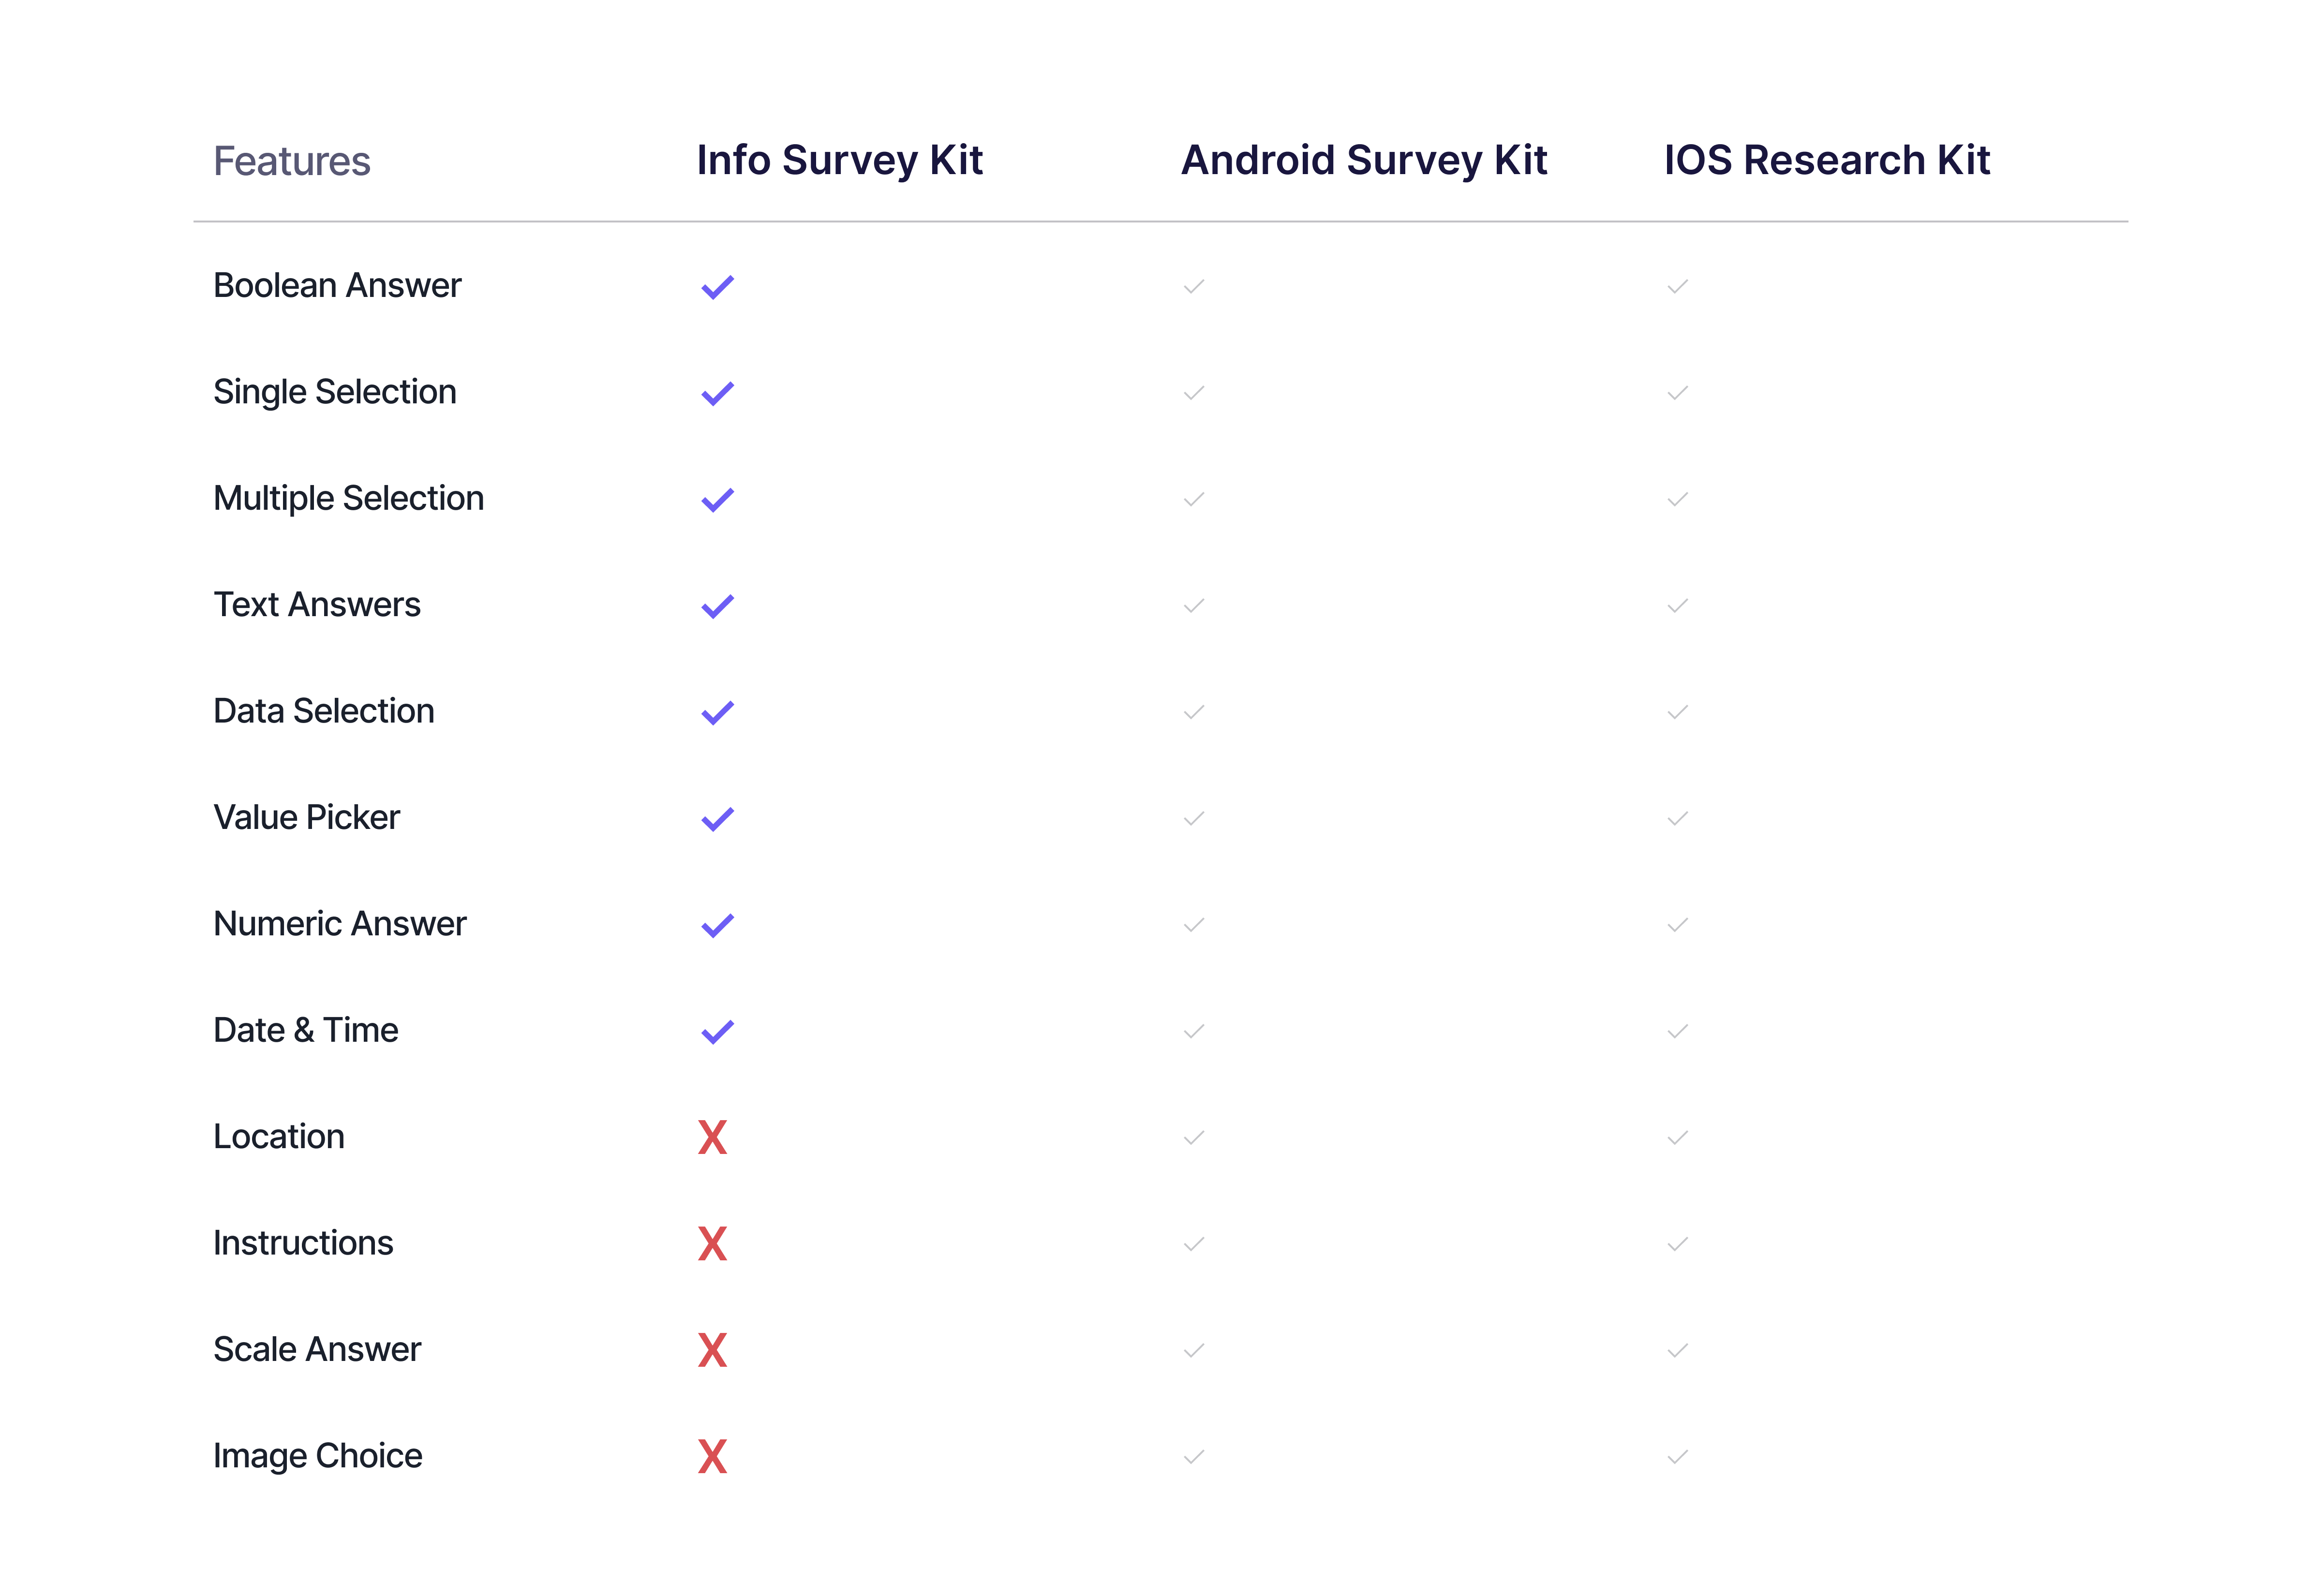 Features Info Survey Kit Android Survey Kit IOS Research Kit
Boolean Answer
Single Selection
Multiple Selection
Text Answers
Data Selection
Value Picker
Numeric Answer
Date & Time
Location X
Instructions X
Scale Answer X
Image Choice X